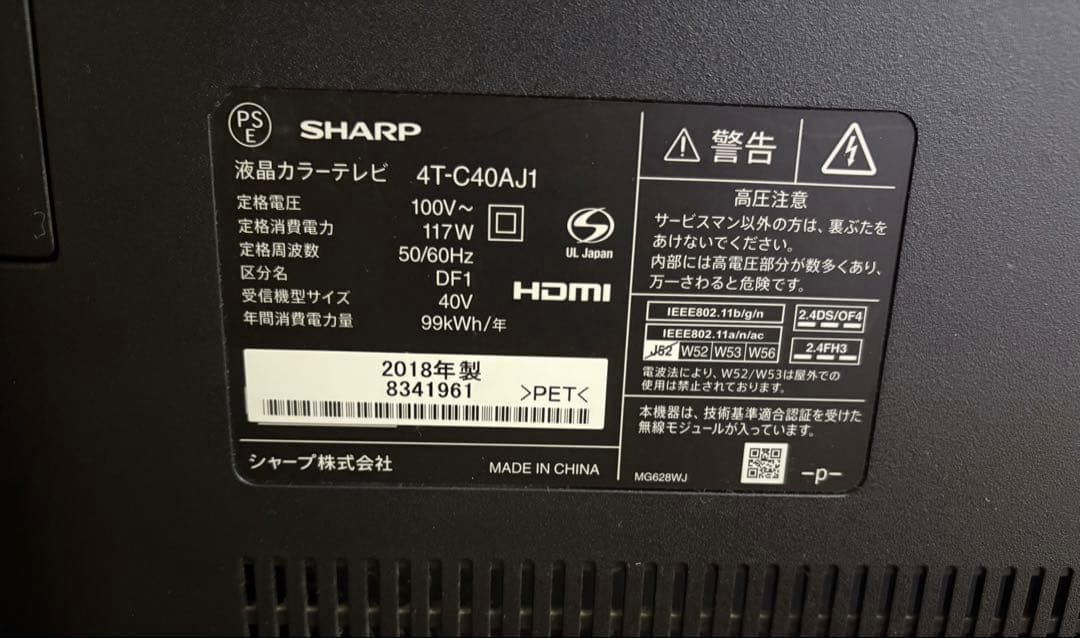 PS
E
SHARP
液晶カラーテレビ 4T-C40AJ1
定格電圧 100V～
定格消費電力 117W
定格周波数 50/60Hz
区分名 DF1
受信機型サイズ 40V
年間消費電力量 99kWh/年
UL Japan
HDMI
2018年製
8341961 >PET<
シャープ株式会社 MADE IN CHINA
警告
高圧注意
サービスマン以外の方は、裏ぶたを
あけないでください。
内部には高電圧部分が数多くあり、
万一さわると危険です。
IEEE802.11b/g/n 2.4DS/OF4
IEEE802.11a/n/ac
J52 W52 W53 W56 2.4FH3
電波法により、W52/W53は屋外での
使用は禁止されております。
本機器は、技術基準適合認証を受けた
無線モジュールが入っています。
MG628WJ -p-